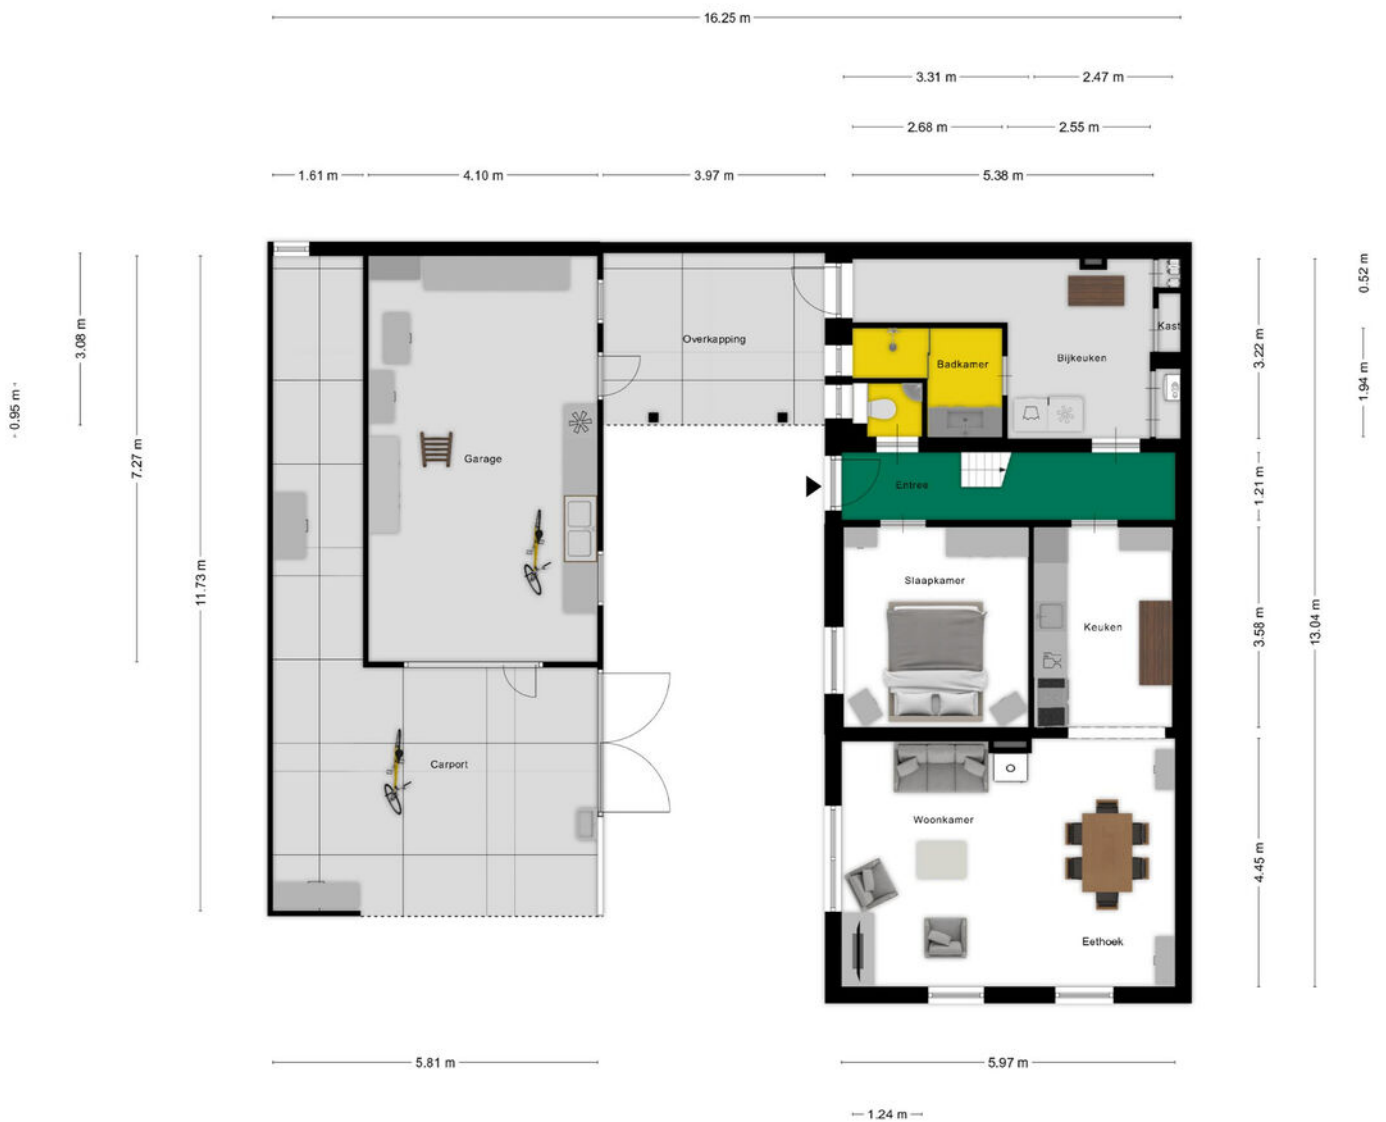 16.25 m
3.31 m
2.47 m
2.68 m
2.55 m
1.61 m
4.10 m
3.97 m
5.38 m
0.52 m
3.08 m
Overkapping
Kast
Badkamer
Bijkeuken
3.22 m
1.94 m
0.95 m
7.27 m
Garage
Entree
1.21 m
11.73 m
Slaapkamer
Keuken
3.58 m
13.04 m
Carport
Woonkamer
4.45 m
Eethoek
5.81 m
5.97 m
1.24 m